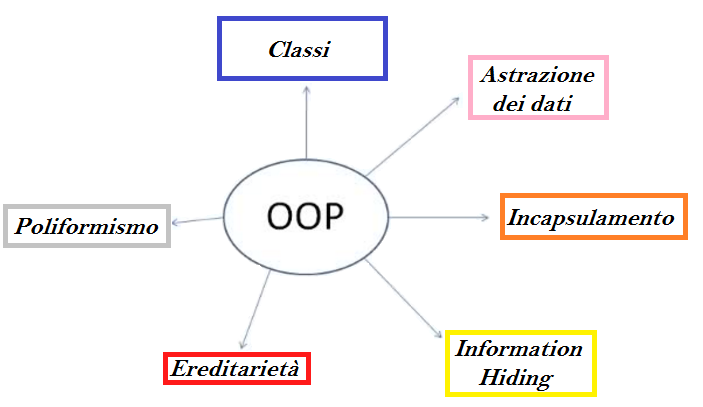 Classi
Astrazione
dei dati
OOP
Poliformismo
Incapsulamento
Ereditarietà
Information
Hiding